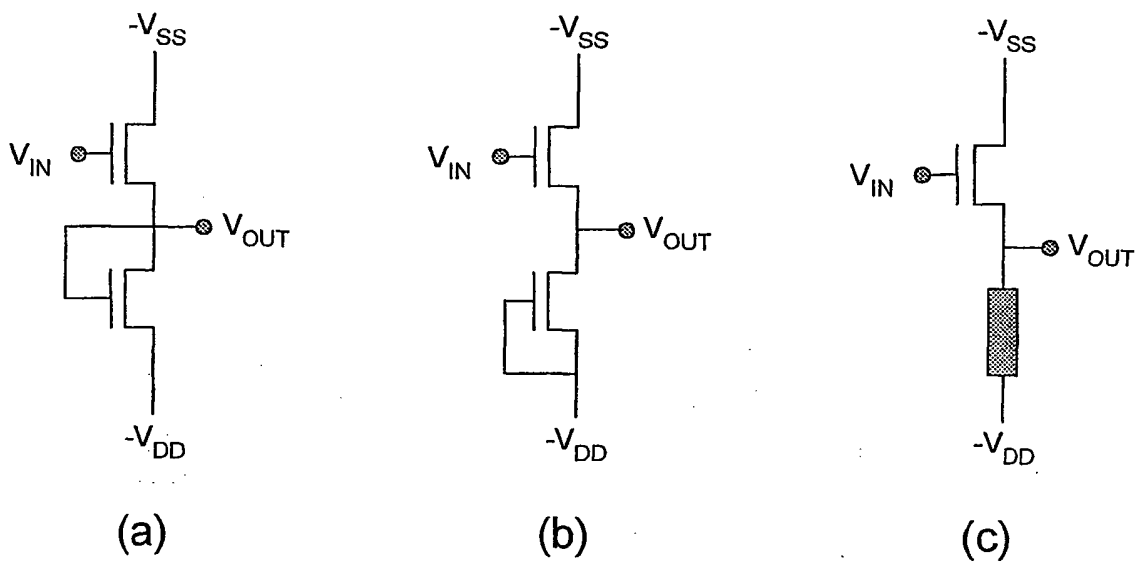 -V_SS
V_IN
V_OUT
-V_DD
(a)
-V_SS
V_IN
V_OUT
-V_DD
(b)
-V_SS
V_IN
V_OUT
-V_DD
(c)